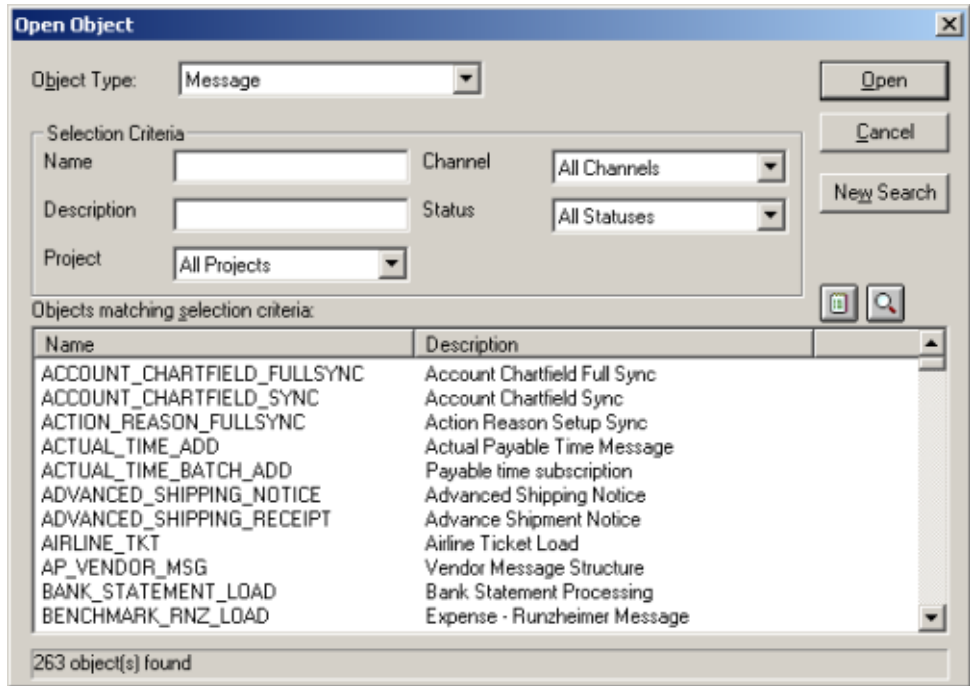 Open Object
Object Type: Message Open
Selection Criteria Cancel
Name Channel All Channels
New Search
Description Status All Statuses
Project All Projects
Objects matching selection criteria:
Name Description
ACCOUNT_CHARTFIELD_FULLSYNC Account Chartfield Full Sync
ACCOUNT_CHARTFIELD_SYNC Account Chartfield Sync
ACTION_REASON_FULLSYNC Action Reason Setup Sync
ACTUAL_TIME_ADD Actual Payable Time Message
ACTUAL_TIME_BATCH_ADD Payable time subscription
ADVANCED_SHIPPING_NOTICE Advanced Shipping Notice
ADVANCED_SHIPPING_RECEIPT Advance Shipment Notice
AIRLINE_TKT Airline Ticket Load
AP_VENDOR_MSG Vendor Message Structure
BANK_STATEMENT_LOAD Bank Statement Processing
BENCHMARK_RNZ_LOAD Expense - Runzheimer Message
263 object(s) found